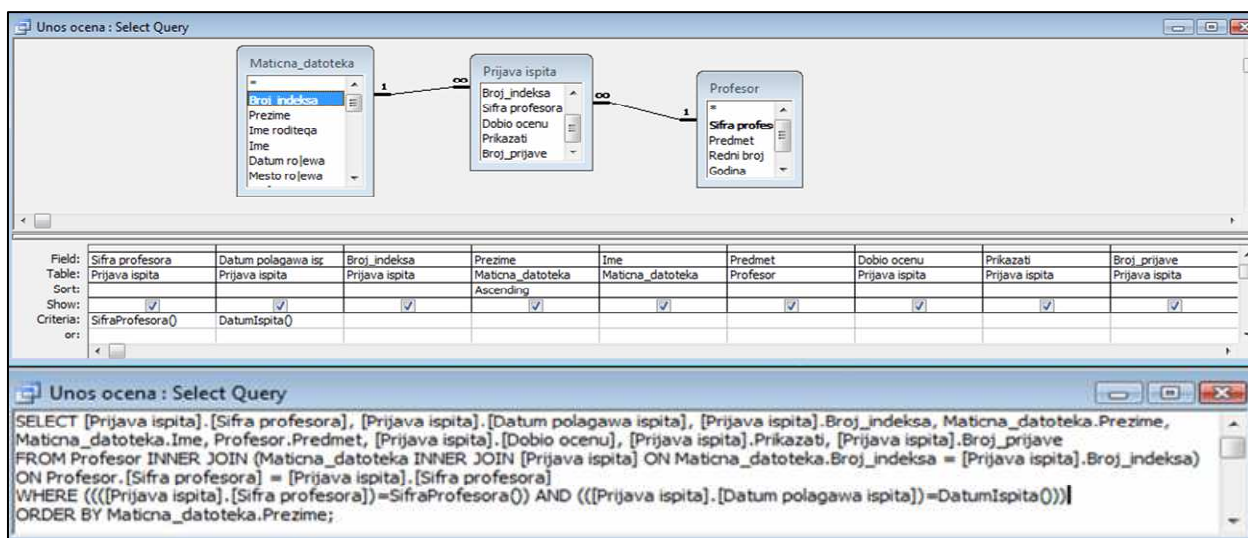 Unos ocena : Select Query
Maticna_datoteka
*
Broj_indeksa
Prezime
Ime roditeqa
Ime
Datum ro|ewa
Mesto ro|ewa
1
∞
Prijava ispita
Broj_indeksa
Sifra profesora
Dobio ocenu
Prikazati
Broj_prijave
∞
1
Profesor
*
Sifra profes
Predmet
Redni broj
Godina
Field: Sifra profesora Datum polagawa isp Broj_indeksa Prezime Ime Predmet Dobio ocenu Prikazati Broj_prijave
Table: Prijava ispita Prijava ispita Prijava ispita Maticna_datoteka Maticna_datoteka Profesor Prijava ispita Prijava ispita Prijava ispita
Sort: Ascending
Show:
Criteria: SifraProfesora() DatumIspita()
or:
Unos ocena : Select Query
SELECT [Prijava ispita].[Sifra profesora], [Prijava ispita].[Datum polagawa ispita], [Prijava ispita].Broj_indeksa, Maticna_datoteka.Prezime,
Maticna_datoteka.Ime, Profesor.Predmet, [Prijava ispita].[Dobio ocenu], [Prijava ispita].Prikazati, [Prijava ispita].Broj_prijave
FROM Profesor INNER JOIN (Maticna_datoteka INNER JOIN [Prijava ispita] ON Maticna_datoteka.Broj_indeksa = [Prijava ispita].Broj_indeksa)
ON Profesor.[Sifra profesora] = [Prijava ispita].[Sifra profesora]
WHERE ((([Prijava ispita].[Sifra profesora])=SifraProfesora()) AND (([Prijava ispita].[Datum polagawa ispita])=DatumIspita()))
ORDER BY Maticna_datoteka.Prezime;